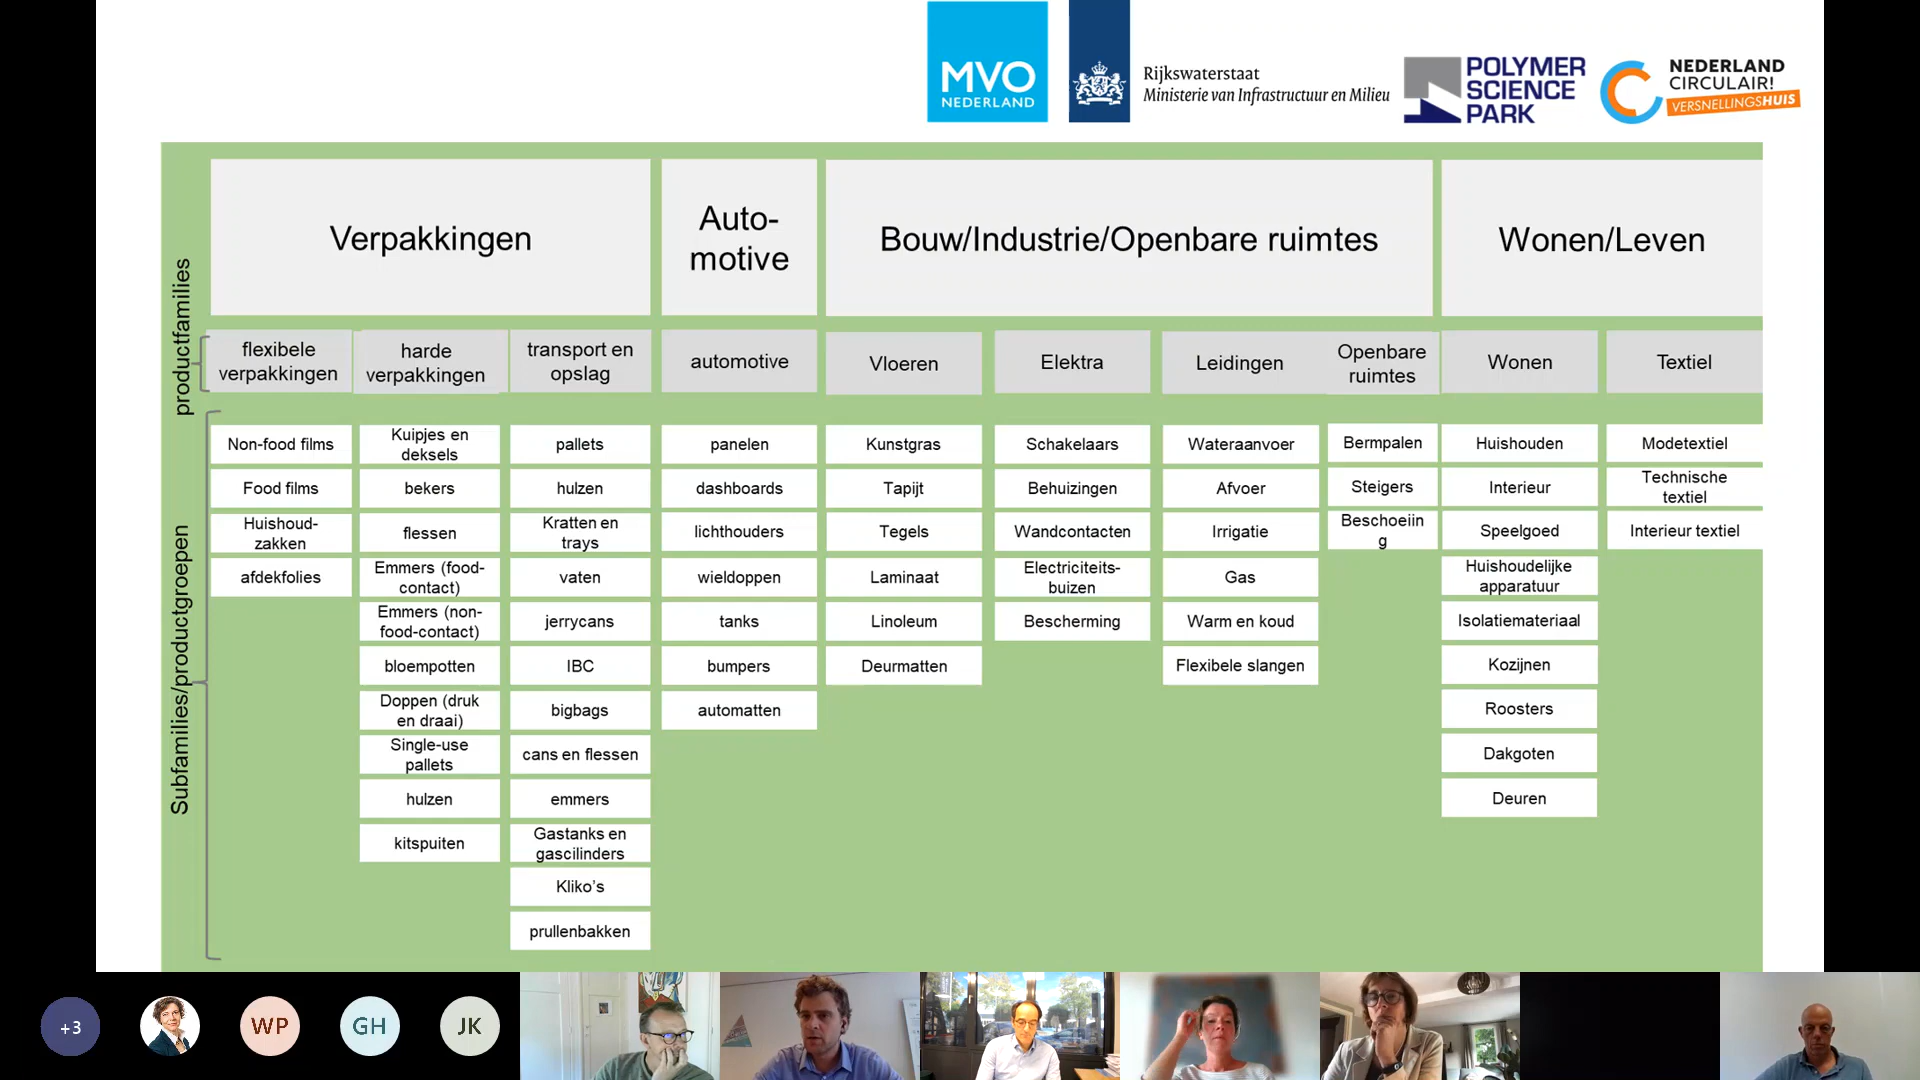 MVO
NEDERLAND
Rijkswaterstaat
Ministerie van Infrastructuur en Milieu
POLYMER
SCIENCE
PARK
NEDERLAND
CIRCULAIR!
VERSNELLINGSHUIS
productfamilies
Verpakkingen
Auto-
motive
Bouw/Industrie/Openbare ruimtes
Wonen/Leven
flexibele
verpakkingen
harde
verpakkingen
transport en
opslag
automotive
Vloeren
Elektra
Leidingen
Openbare
ruimtes
Wonen
Textiel
Subfamilies/productgroepen
Non-food films
Food films
Huishoud-
zakken
afdekfolies
Kuipjes en
deksels
bekers
flessen
Emmers (food-
contact)
Emmers (non-
food-contact)
bloempotten
Doppen (druk
en draai)
Single-use
pallets
hulzen
kitspuiten
pallets
hulzen
Kratten en
trays
vaten
jerrycans
IBC
bigbags
cans en flessen
emmers
Gastanks en
gascilinders
Kliko's
prullenbakken
panelen
dashboards
lichthouders
wieldoppen
tanks
bumpers
automatten
Kunstgras
Tapijt
Tegels
Laminaat
Linoleum
Deurmatten
Schakelaars
Behuizingen
Wandcontacten
Electriciteits-
buizen
Bescherming
Wateraanvoer
Afvoer
Irrigatie
Gas
Warm en koud
Flexibele slangen
Bermpalen
Steigers
Beschoeiin
g
Huishouden
Interieur
Speelgoed
Huishoudelijke
apparatuur
Isolatiemateriaal
Kozijnen
Roosters
Dakgoten
Deuren
Modetextiel
Technische
textiel
Interieur textiel
+3
WP
GH
JK